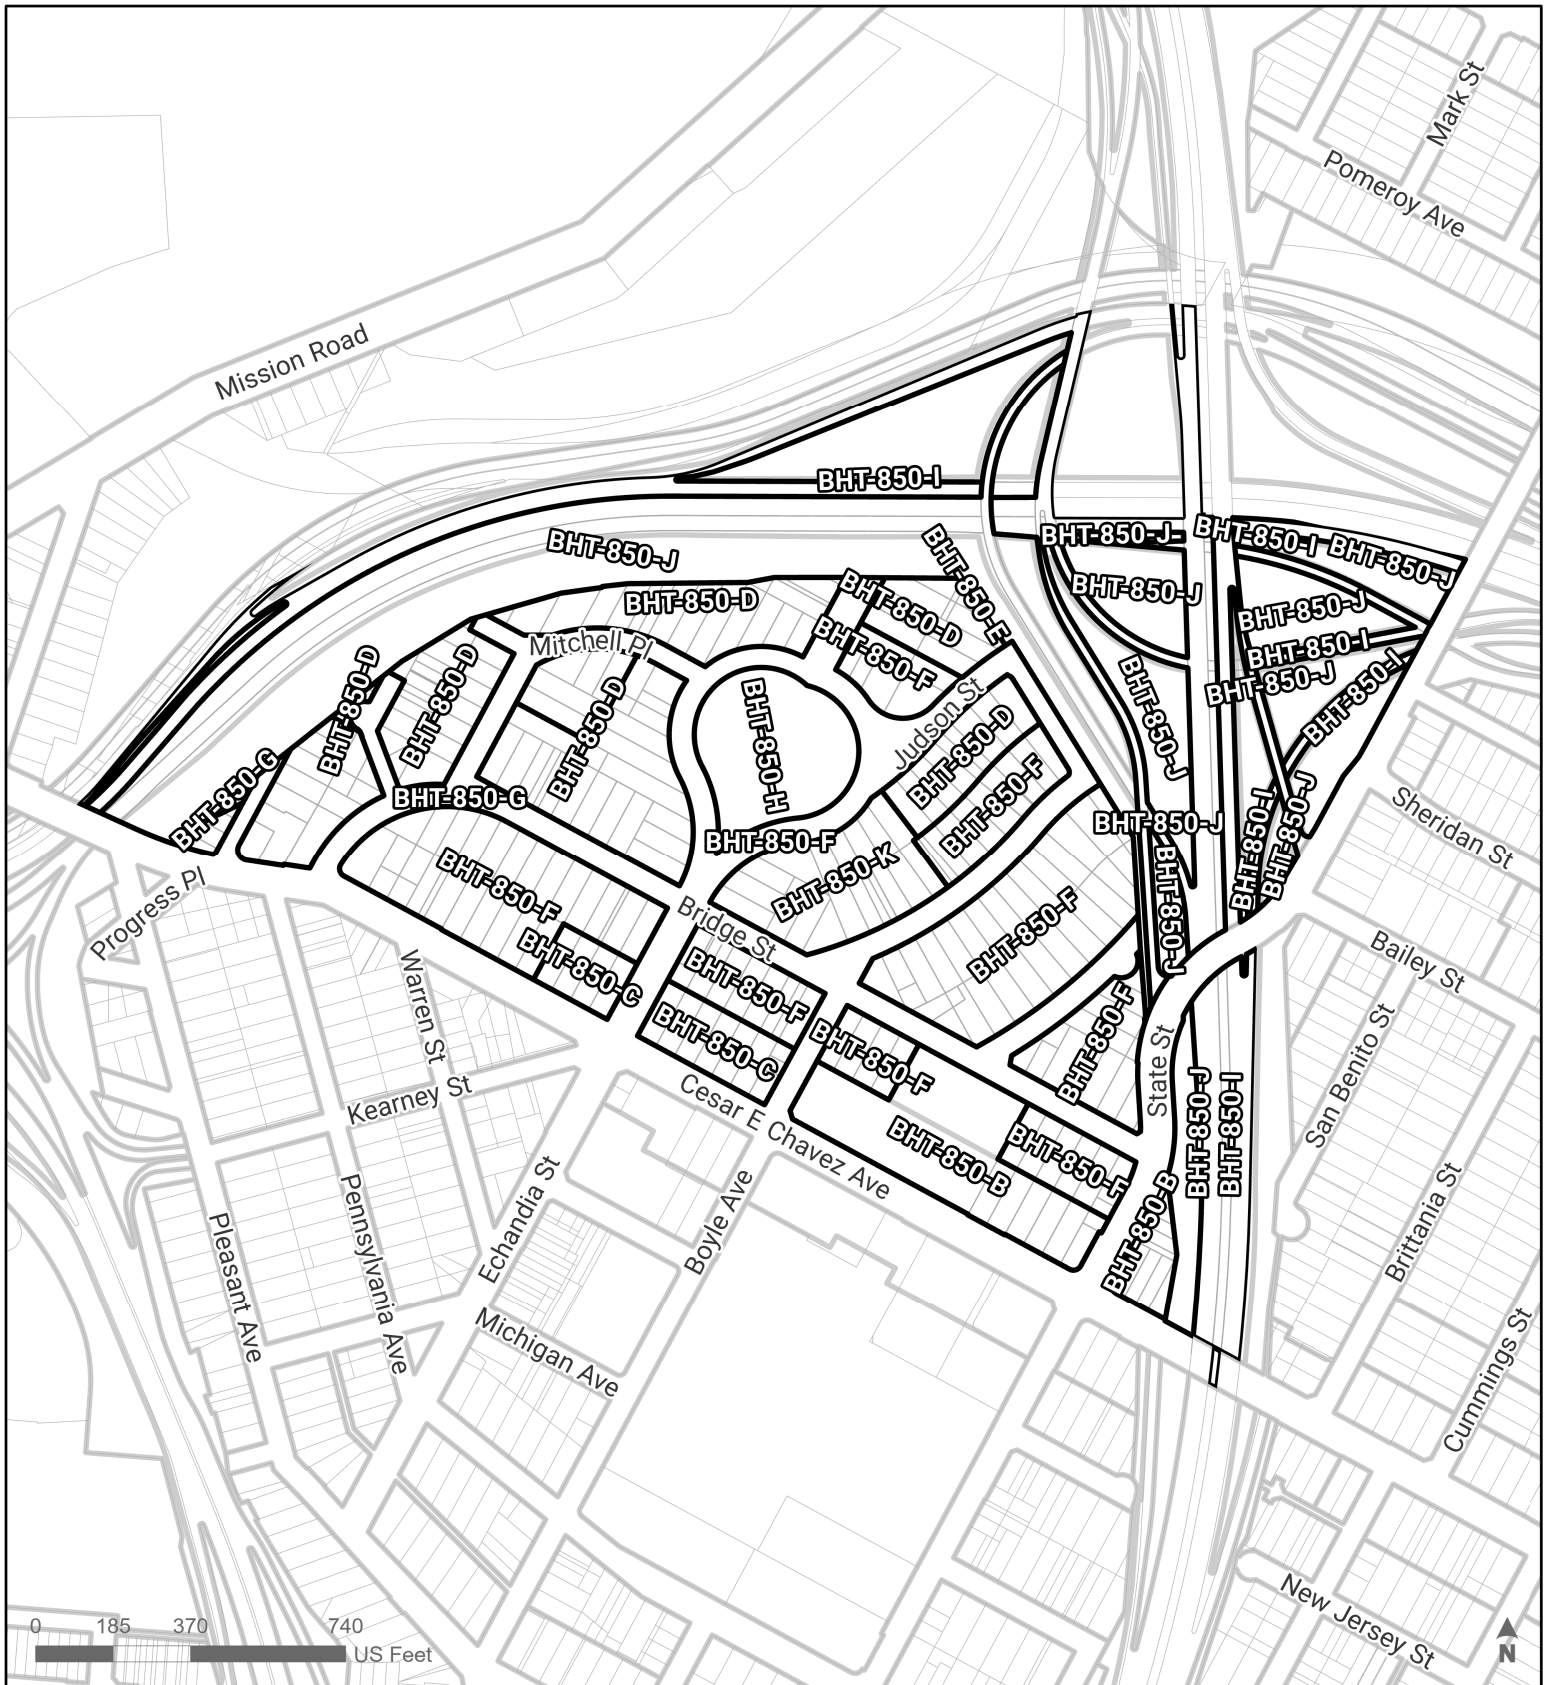 Mark St
Pomeroy Ave
Mission Road
BHT-850-I
BHT-850-J
BHT-850-I
BHT-850-J
BHT-850-J
BHT-850-E
BHT-850-J
BHT-850-D
BHT-850-D
BHT-850-J
BHT-850-F
Mitchell Pl
BHT-850-I
BHT-850-J
BHT-850-D
BHT-850-D
BHT-850-D
BHT-850-H
Judson St
BHT-850-D
BHT-850-J
BHT-850-I
BHT-850-G
BHT-850-G
BHT-850-F
BHT-850-F
BHT-850-J
BHT-850-I
BHT-850-J
Sheridan St
BHT-850-F
BHT-850-K
BHT-850-F
BHT-850-J
Progress Pl
Bridge St
Bailey St
BHT-850-C
BHT-850-F
Warren St
BHT-850-C
BHT-850-F
BHT-850-F
State St
San Benito St
Kearney St
Cesar E Chavez Ave
BHT-850-B
BHT-850-F
BHT-850-B
BHT-850-J
BHT-850-I
Echandia St
Boyle Ave
Brittania St
Pleasant Ave
Pennsylvania Ave
Michigan Ave
Cummings St
New Jersey St
0 185 370 740
US Feet
N